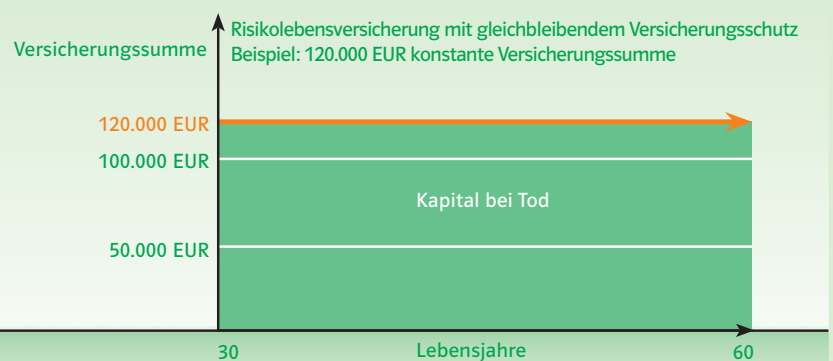 Risikolebensversicherung mit gleichbleibendem Versicherungsschutz
Versicherungssumme
Beispiel: 120.000 EUR konstante Versicherungssumme
120.000 EUR
100.000 EUR
Kapital bei Tod
50.000 EUR
30
Lebensjahre
60